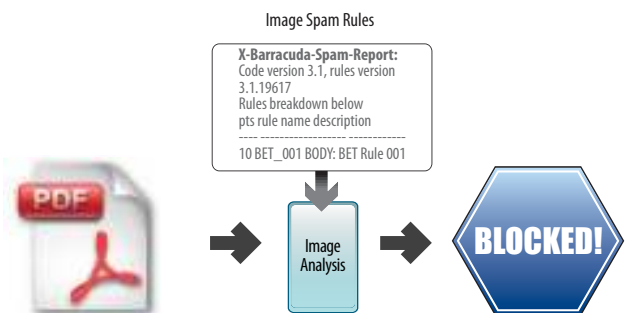 Image Spam Rules
X-Barracuda-Spam-Report:
Code version 3.1, rules version
3.1.19617
Rules breakdown below
pts rule name description
---- ------------------ ------------
10 BET_001 BODY: BET Rule 001
PDF
Image
Analysis
BLOCKED!